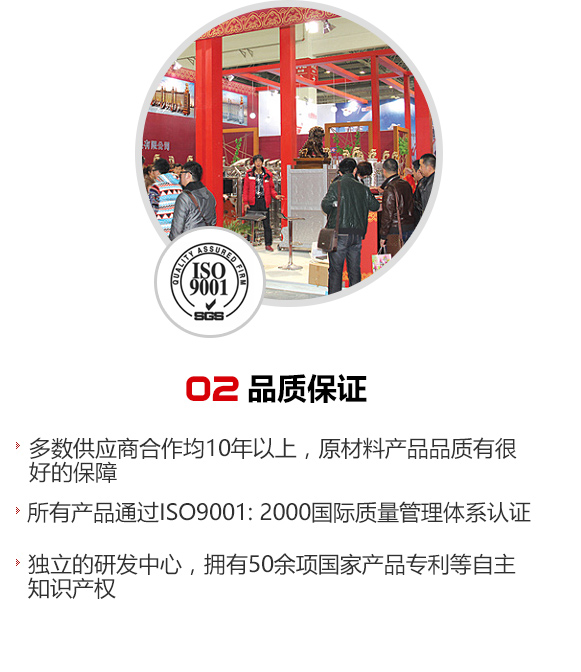 有限公司
QUALITY ASSURED FIRM
ISO
9001
SGS
02 品质保证
多数供应商合作均10年以上，原材料产品品质有很
好的保障
所有产品通过ISO9001: 2000国际质量管理体系认证
独立的研发中心，拥有50余项国家产品专利等自主
知识产权